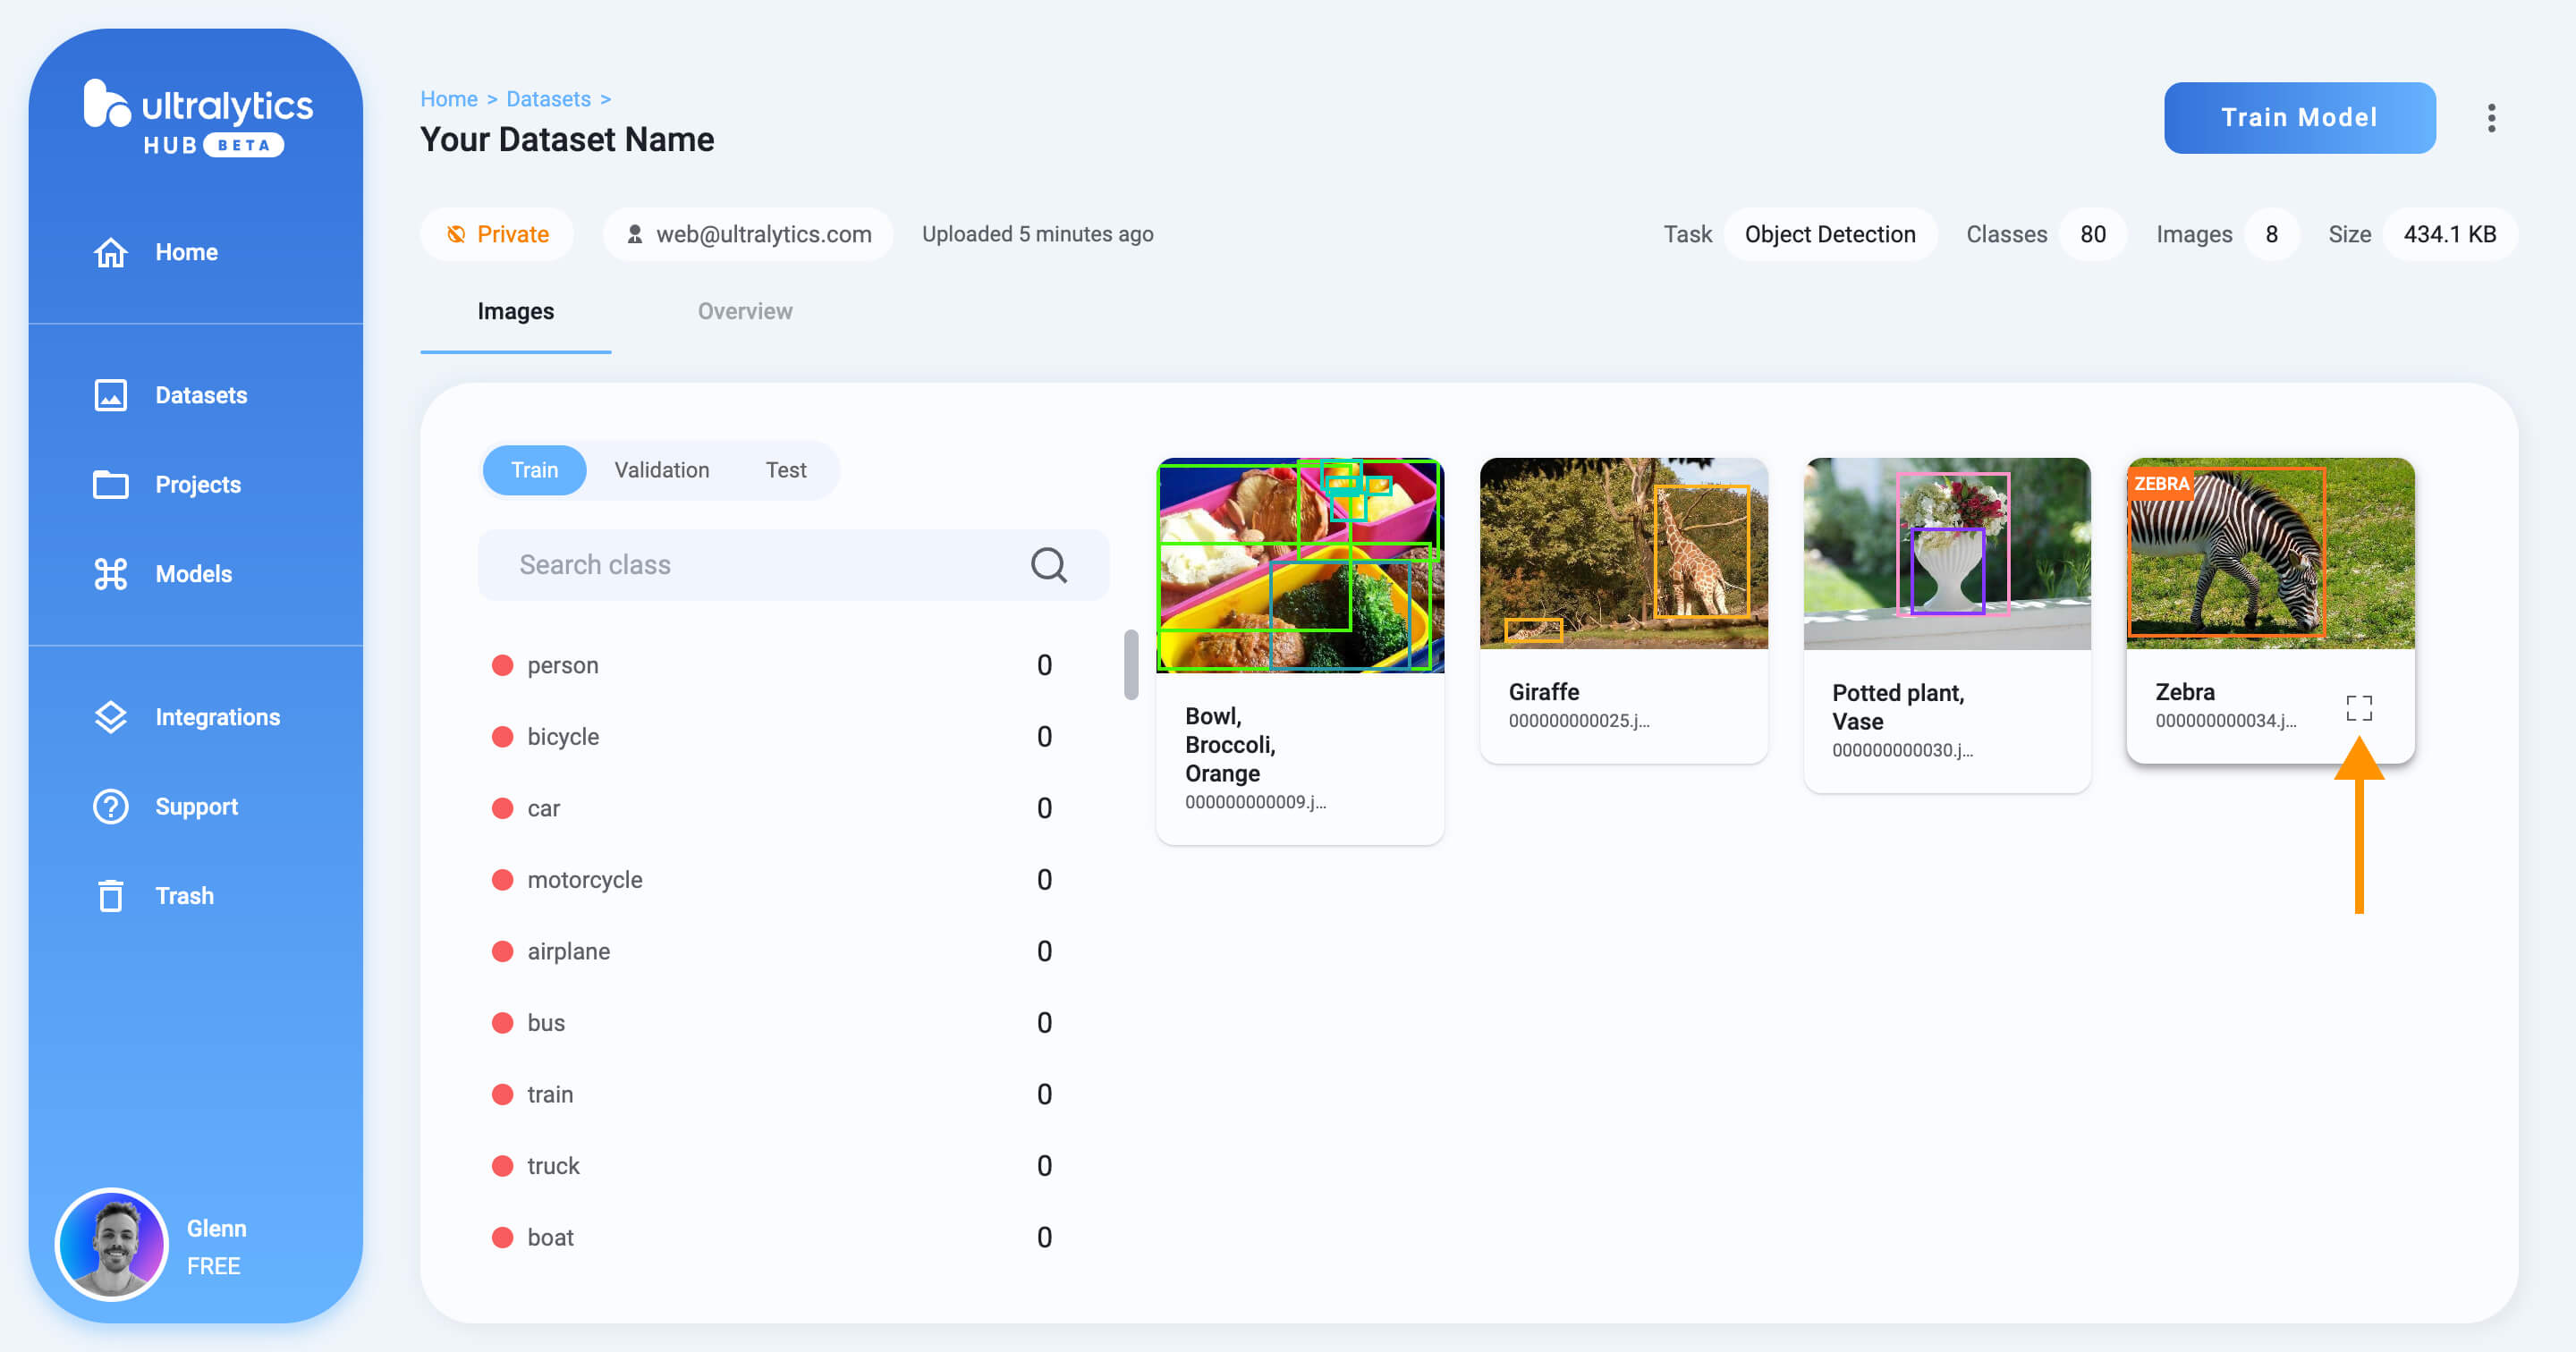 ultralytics
HUB BETA
Home
Datasets
Projects
Models
Integrations
Support
Trash
Glenn
FREE
Home > Datasets >
Your Dataset Name
Train Model
Private
web@ultralytics.com
Uploaded 5 minutes ago
Task Object Detection Classes 80 Images 8 Size 434.1 KB
Images
Overview
Train Validation Test
Search class
person 0
bicycle 0
car 0
motorcycle 0
airplane 0
bus 0
train 0
truck 0
boat 0
Bowl,
Broccoli,
Orange
000000000009.j...
Giraffe
000000000025.j...
Potted plant,
Vase
000000000030.j...
ZEBRA
Zebra
000000000034.j...